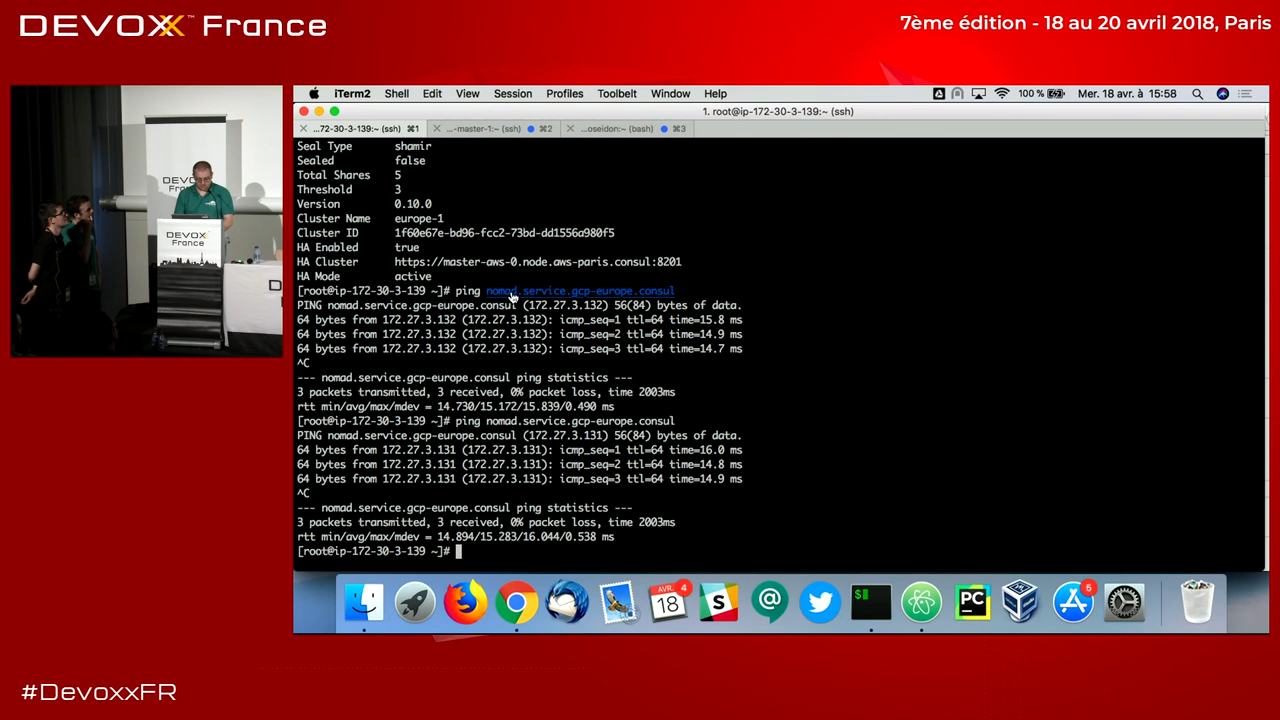 DEVOXX™ France
7ème édition - 18 au 20 avril 2018, Paris
iTerm2 Shell Edit View Session Profiles Toolbelt Window Help
100 % Mer. 18 avr. à 15:58
1. root@ip-172-30-3-139:~ (ssh)
...72-30-3-139:~ (ssh) ⌘1
...-master-1:~ (ssh) ⌘2
...oseidon:~ (bash) ⌘3
Seal Type shamir
Sealed false
Total Shares 5
Threshold 3
Version 0.10.0
Cluster Name europe-1
Cluster ID 1f60e67e-bd96-fcc2-73bd-dd1556a980f5
HA Enabled true
HA Cluster https://master-aws-0.node.aws-paris.consul:8201
HA Mode active
[root@ip-172-30-3-139 ~]# ping nomad.service.gcp-europe.consul
PING nomad.service.gcp-europe.consul (172.27.3.132) 56(84) bytes of data.
64 bytes from 172.27.3.132 (172.27.3.132): icmp_seq=1 ttl=64 time=15.8 ms
64 bytes from 172.27.3.132 (172.27.3.132): icmp_seq=2 ttl=64 time=14.9 ms
64 bytes from 172.27.3.132 (172.27.3.132): icmp_seq=3 ttl=64 time=14.7 ms
^C
--- nomad.service.gcp-europe.consul ping statistics ---
3 packets transmitted, 3 received, 0% packet loss, time 2003ms
rtt min/avg/max/mdev = 14.730/15.172/15.839/0.490 ms
[root@ip-172-30-3-139 ~]# ping nomad.service.gcp-europe.consul
PING nomad.service.gcp-europe.consul (172.27.3.131) 56(84) bytes of data.
64 bytes from 172.27.3.131 (172.27.3.131): icmp_seq=1 ttl=64 time=16.0 ms
64 bytes from 172.27.3.131 (172.27.3.131): icmp_seq=2 ttl=64 time=14.8 ms
64 bytes from 172.27.3.131 (172.27.3.131): icmp_seq=3 ttl=64 time=14.9 ms
^C
--- nomad.service.gcp-europe.consul ping statistics ---
3 packets transmitted, 3 received, 0% packet loss, time 2003ms
rtt min/avg/max/mdev = 14.894/15.283/16.044/0.538 ms
[root@ip-172-30-3-139 ~]#
DEVOXX
France
AVR. 4
18
S
@
$
PC
5
#DevoxxFR